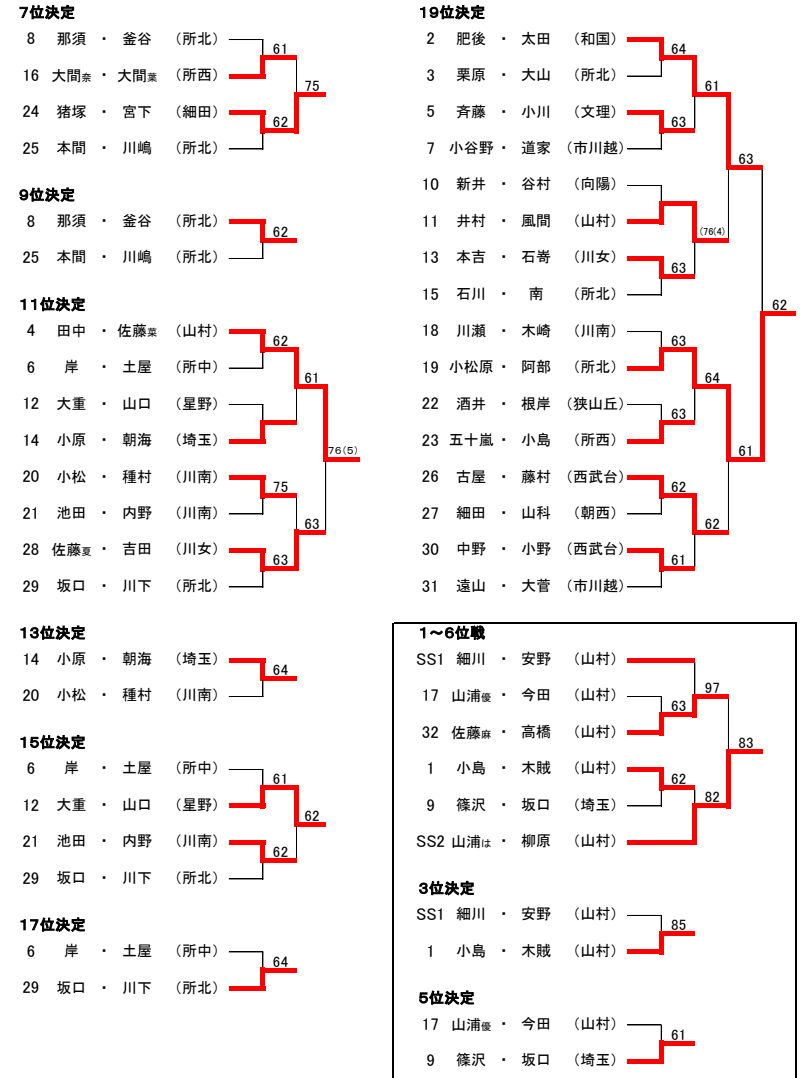 7位決定
8 那須 ・ 釜谷 (所北)
61
16 大間奈 ・ 大間葉 (所西)
75
24 猪塚 ・ 宮下 (細田)
62
25 本間 ・ 川嶋 (所北)
9位決定
8 那須 ・ 釜谷 (所北)
62
25 本間 ・ 川嶋 (所北)
11位決定
4 田中 ・ 佐藤菜 (山村)
62
6 岸 ・ 土屋 (所中)
61
12 大重 ・ 山口 (星野)
14 小原 ・ 朝海 (埼玉)
76(5)
20 小松 ・ 種村 (川南)
75
21 池田 ・ 内野 (川南)
63
28 佐藤夏 ・ 吉田 (川女)
63
29 坂口 ・ 川下 (所北)
13位決定
14 小原 ・ 朝海 (埼玉)
64
20 小松 ・ 種村 (川南)
15位決定
6 岸 ・ 土屋 (所中)
61
12 大重 ・ 山口 (星野)
62
21 池田 ・ 内野 (川南)
62
29 坂口 ・ 川下 (所北)
17位決定
6 岸 ・ 土屋 (所中)
64
29 坂口 ・ 川下 (所北)
19位決定
2 肥後 ・ 太田 (和国)
64
3 栗原 ・ 大山 (所北)
61
5 斉藤 ・ 小川 (文理)
63
7 小谷野 ・ 道家 (市川越)
63
10 新井 ・ 谷村 (向陽)
11 井村 ・ 風間 (山村)
(76(4)
13 本吉 ・ 石嵜 (川女)
63
15 石川 ・ 南 (所北)
62
18 川瀬 ・ 木崎 (川南)
63
19 小松原 ・ 阿部 (所北)
64
22 酒井 ・ 根岸 (狭山丘)
63
23 五十嵐 ・ 小島 (所西)
61
26 古屋 ・ 藤村 (西武台)
62
27 細田 ・ 山科 (朝西)
62
30 中野 ・ 小野 (西武台)
61
31 遠山 ・ 大菅 (市川越)
1〜6位戦
SS1 細川 ・ 安野 (山村)
97
17 山浦優 ・ 今田 (山村)
63
32 佐藤麻 ・ 高橋 (山村)
83
1 小島 ・ 木賊 (山村)
62
9 篠沢 ・ 坂口 (埼玉)
82
SS2 山浦は ・ 柳原 (山村)
3位決定
SS1 細川 ・ 安野 (山村)
85
1 小島 ・ 木賊 (山村)
5位決定
17 山浦優 ・ 今田 (山村)
61
9 篠沢 ・ 坂口 (埼玉)